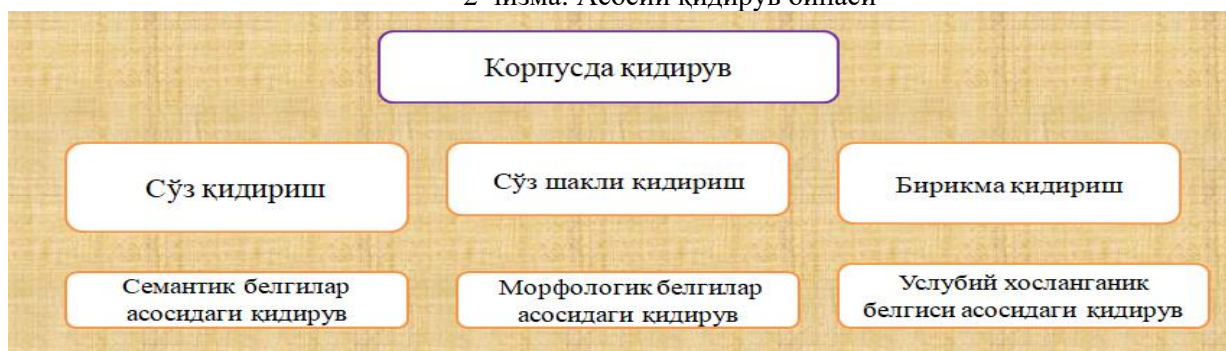 2-чизма. Асосий қидирув бинаси
Корпусда қидирув
Сўз қидириш
Сўз шакли қидириш
Бирикма қидириш
Семантик белгилар
асосидаги қидирув
Морфологик белгилар
асосидаги қидирув
Услубий хосланганик
белгиси асосидаги қидирув